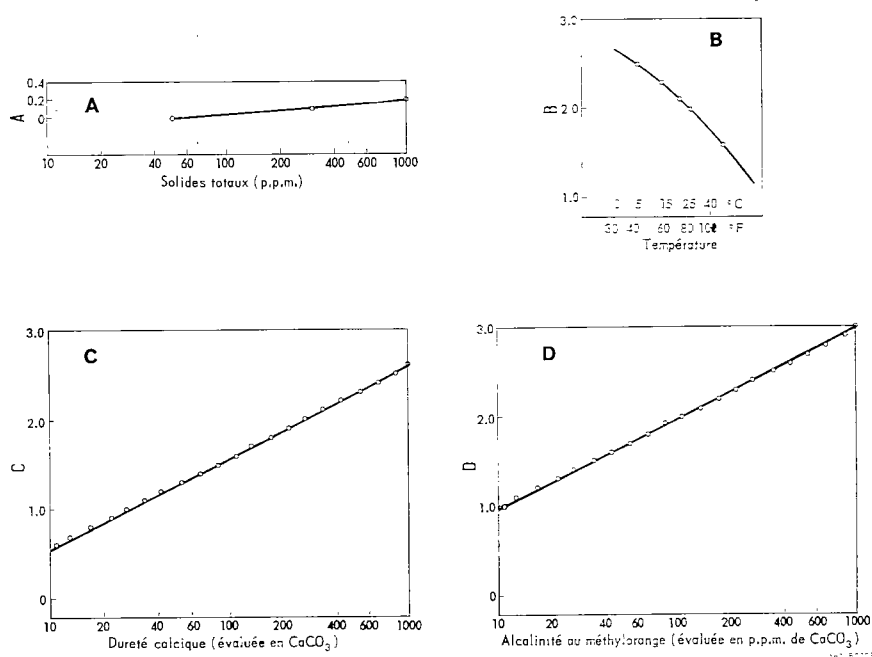 A
0.4
0.2
0
A
10 20 40 60 100 200 400 600 1000
Solides totaux (p.p.m.)
B
3.0
2.0
1.0
B
0 5 15 25 40 °C
30 40 60 80 °F
Température
C
3.0
2.0
1.0
0
C
10 20 40 60 100 200 400 600 1000
Dureté calcique (évaluée en CaCO3)
D
3.0
2.0
1.0
0
D
10 20 40 60 100 200 400 600 1000
Alcalinité au méthylorange (évaluée en p.p.m. de CaCO3)